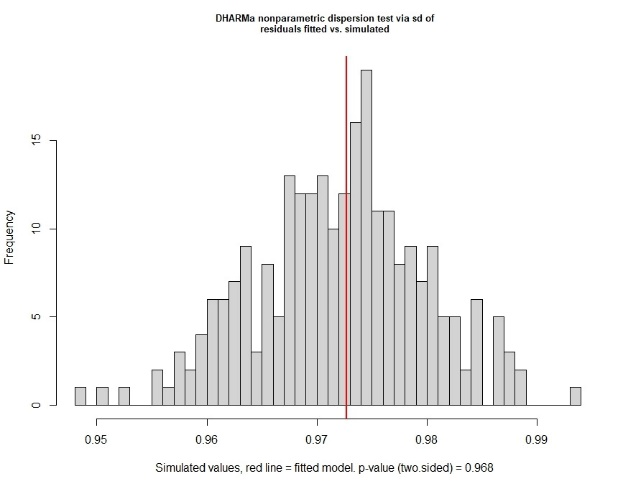 DHARMa nonparametric dispersion test via sd of
residuals fitted vs. simulated
Frequency
15
10
5
0
0.95 0.96 0.97 0.98 0.99
Simulated values, red line = fitted model. p-value (two.sided) = 0.968